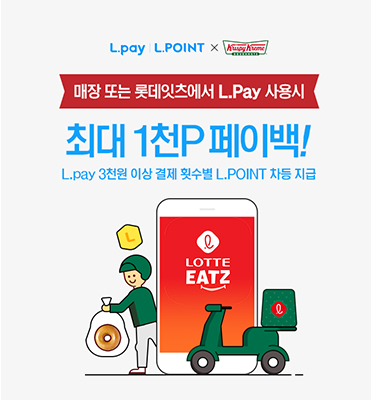 L.pay | L.POINT × Krispy Kreme
매장 또는 롯데잇츠에서 L.Pay 사용시
최대 1천P 페이백!
L.pay 3천원 이상 결제 횟수별 L.POINT 차등 지급
L
LOTTE
EATZ